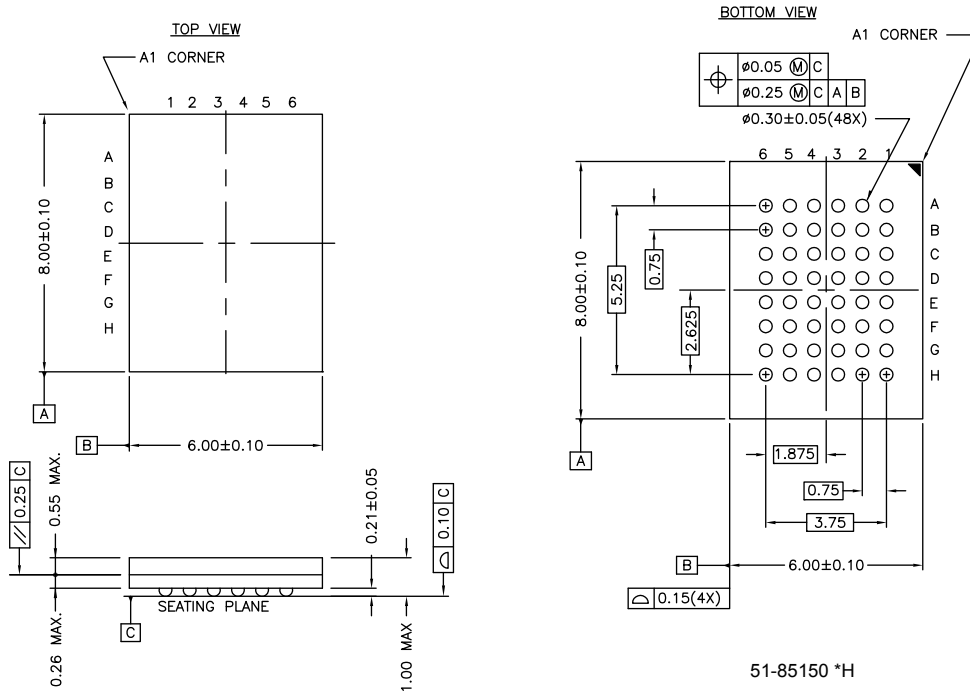 TOP VIEW
A1 CORNER
1 2 3 4 5 6
A
B
C
D
E
F
G
H
8.00±0.10
A
B
6.00±0.10
// 0.25 C
0.55 MAX.
0.21±0.05
0.10 C
SEATING PLANE
C
0.26 MAX.
1.00 MAX
BOTTOM VIEW
A1 CORNER
⌀0.05 Ⓜ C
⌀0.25 Ⓜ C A B
⌀0.30±0.05(48X)
6 5 4 3 2 1
A
B
C
D
E
F
G
H
8.00±0.10
5.25
0.75
2.625
A
1.875
0.75
3.75
B
6.00±0.10
0.15(4X)
51-85150 *H